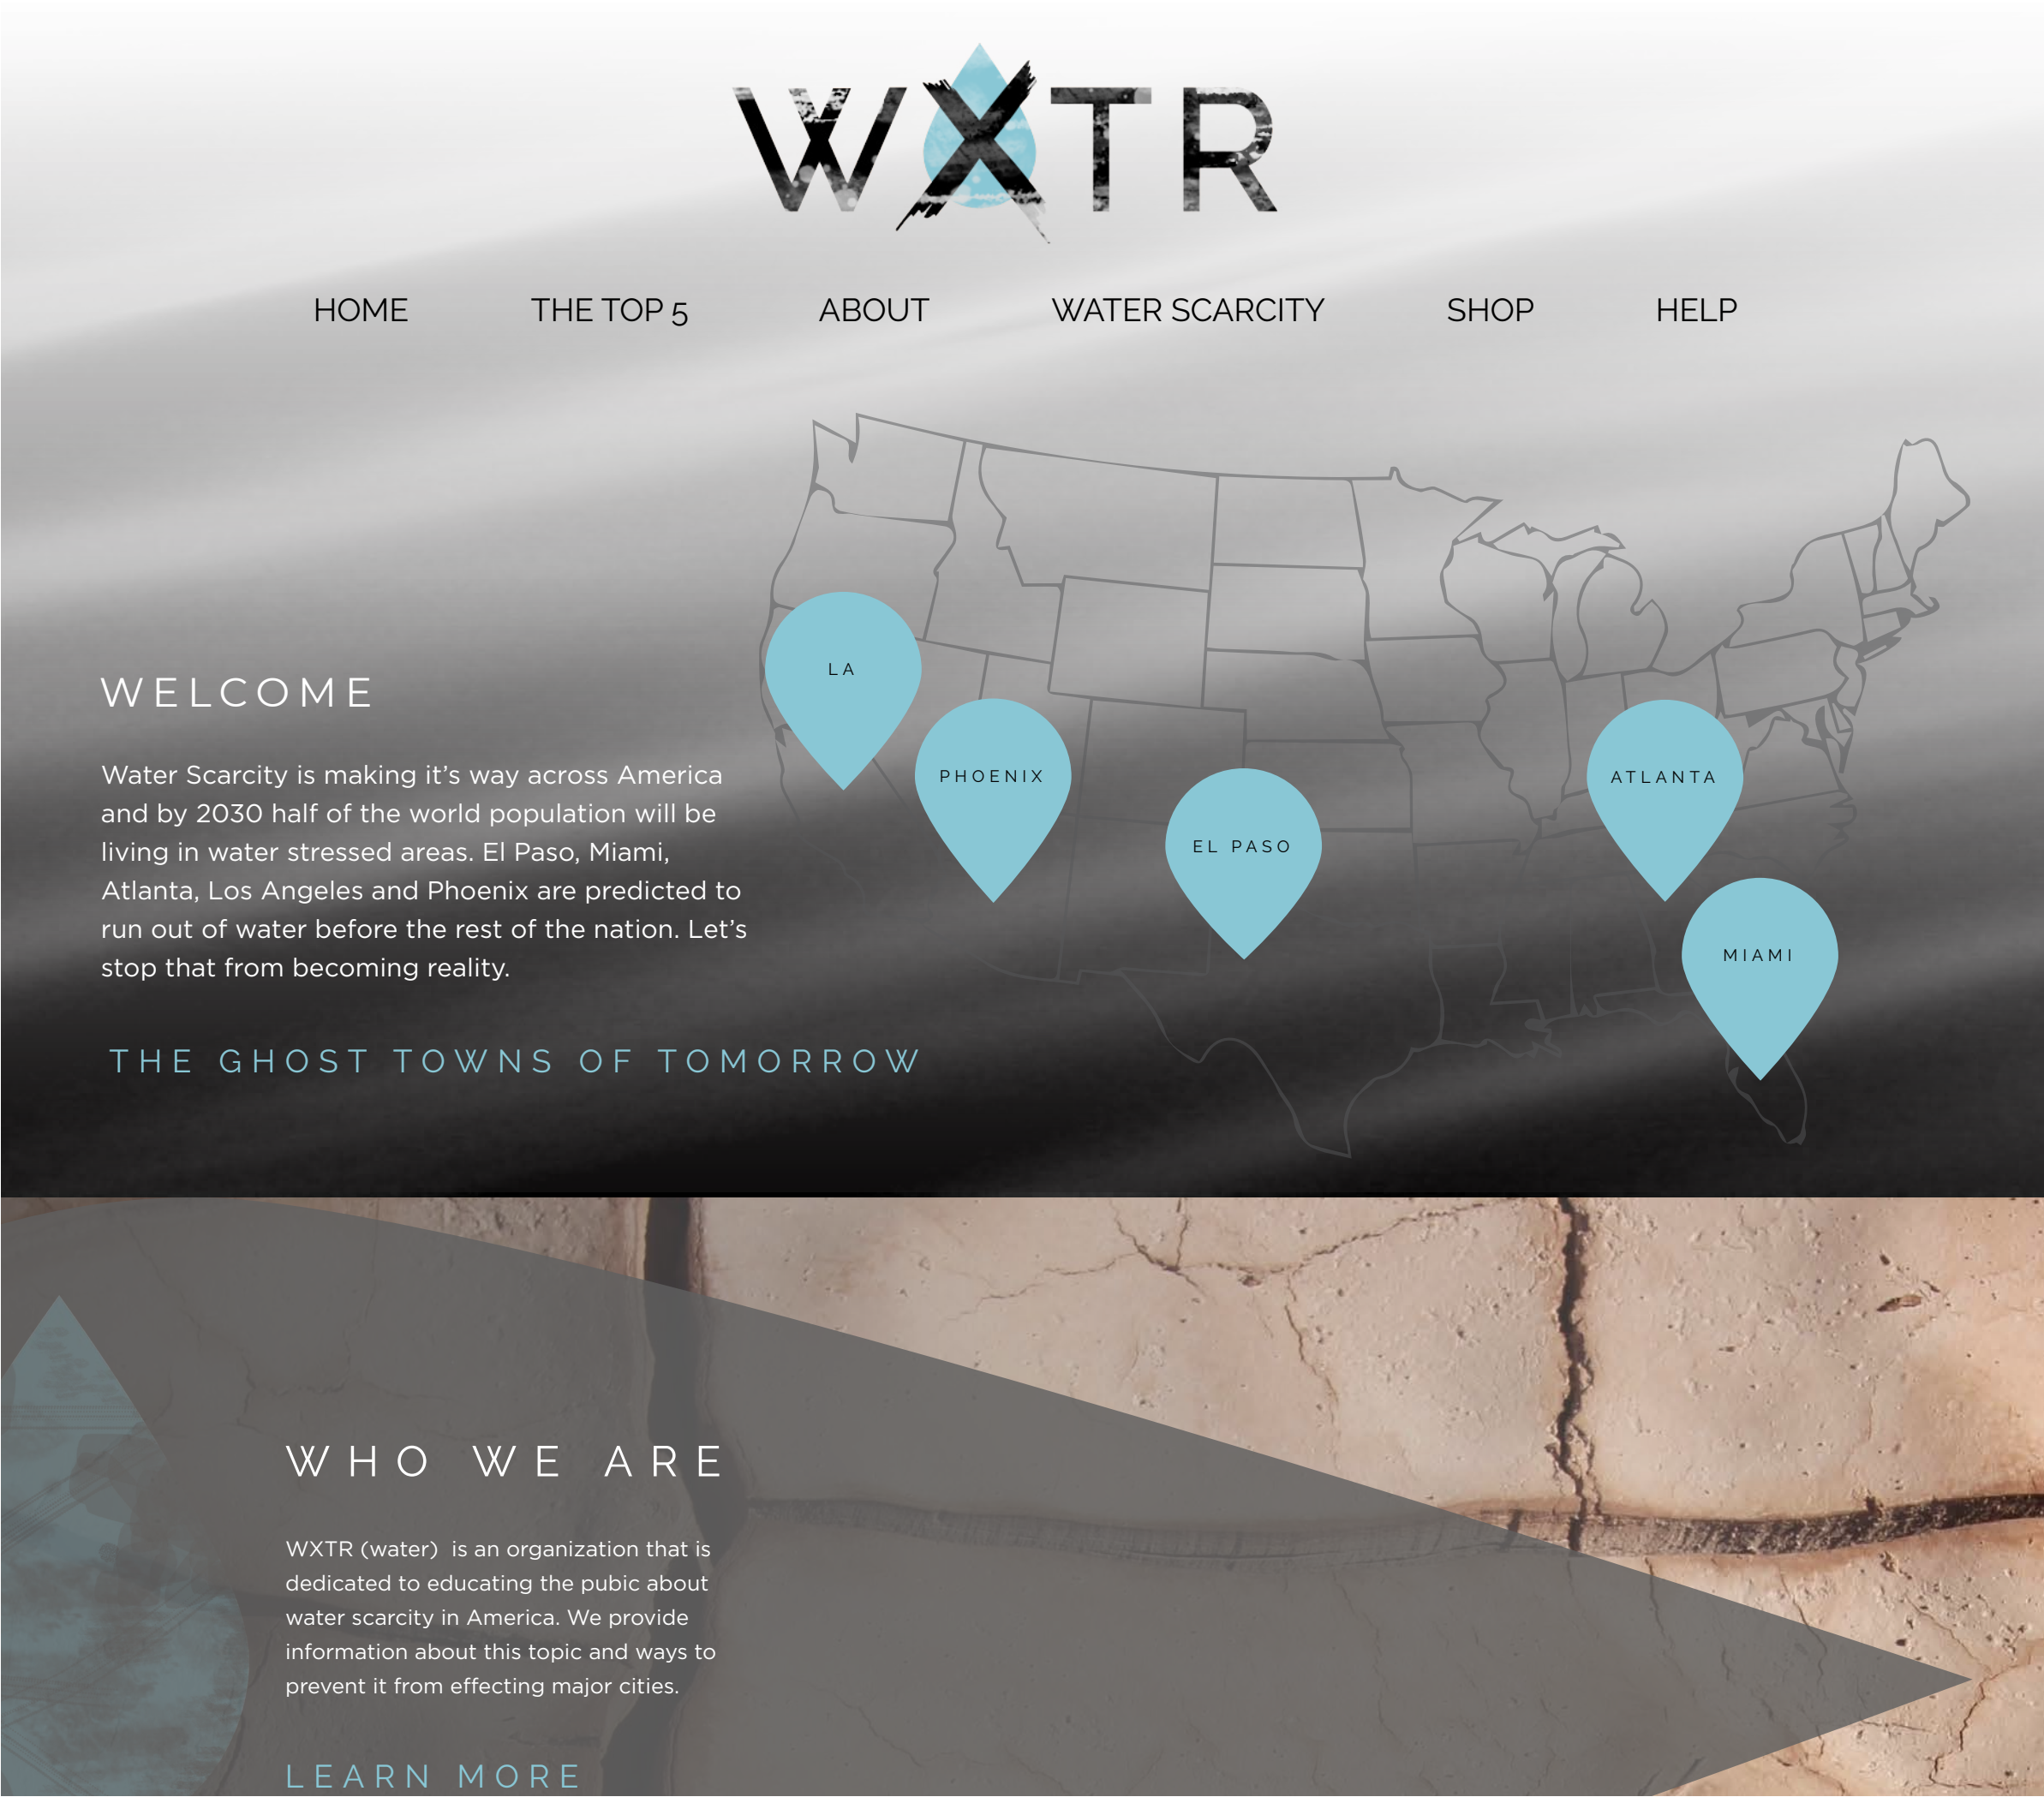 WXTR
HOME THE TOP 5 ABOUT WATER SCARCITY SHOP HELP
LA
PHOENIX
EL PASO
ATLANTA
MIAMI
WELCOME
Water Scarcity is making it’s way across America
and by 2030 half of the world population will be
living in water stressed areas. El Paso, Miami,
Atlanta, Los Angeles and Phoenix are predicted to
run out of water before the rest of the nation. Let’s
stop that from becoming reality.
THE GHOST TOWNS OF TOMORROW
WHO WE ARE
WXTR (water)  is an organization that is
dedicated to educating the pubic about
water scarcity in America. We provide
information about this topic and ways to
prevent it from effecting major cities.
LEARN MORE